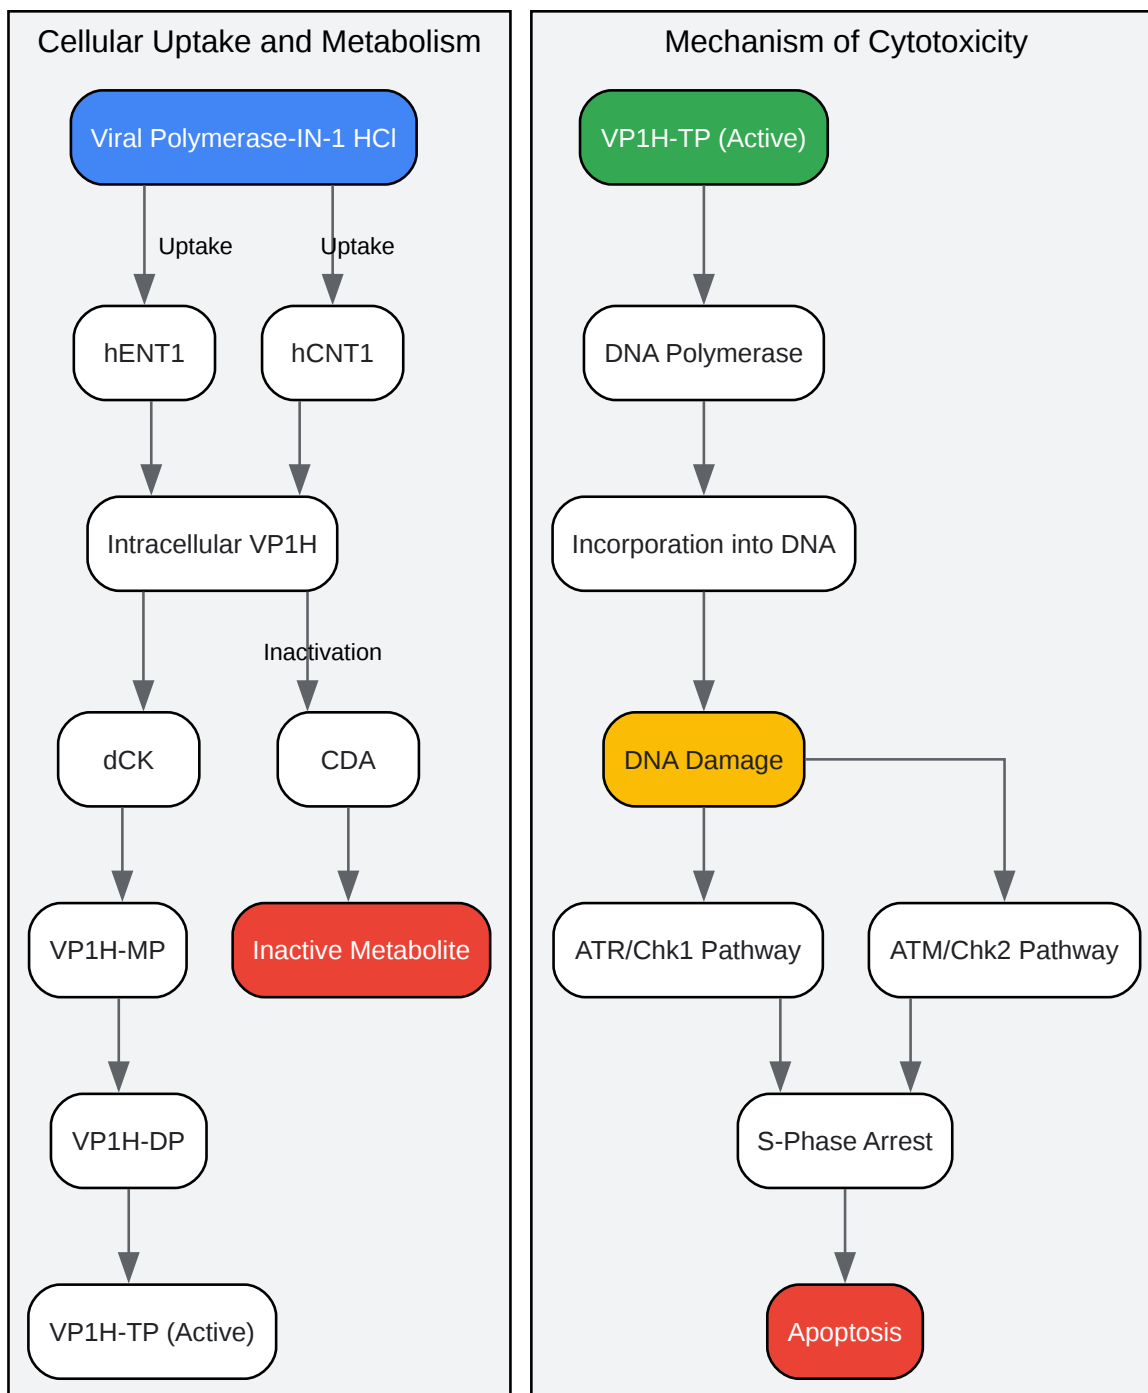 Cellular Uptake and Metabolism
Viral Polymerase-IN-1 HCl
Uptake
Uptake
hENT1
hCNT1
Intracellular VP1H
Inactivation
dCK
CDA
VP1H-MP
Inactive Metabolite
VP1H-DP
VP1H-TP (Active)
Mechanism of Cytotoxicity
VP1H-TP (Active)
DNA Polymerase
Incorporation into DNA
DNA Damage
ATR/Chk1 Pathway
ATM/Chk2 Pathway
S-Phase Arrest
Apoptosis